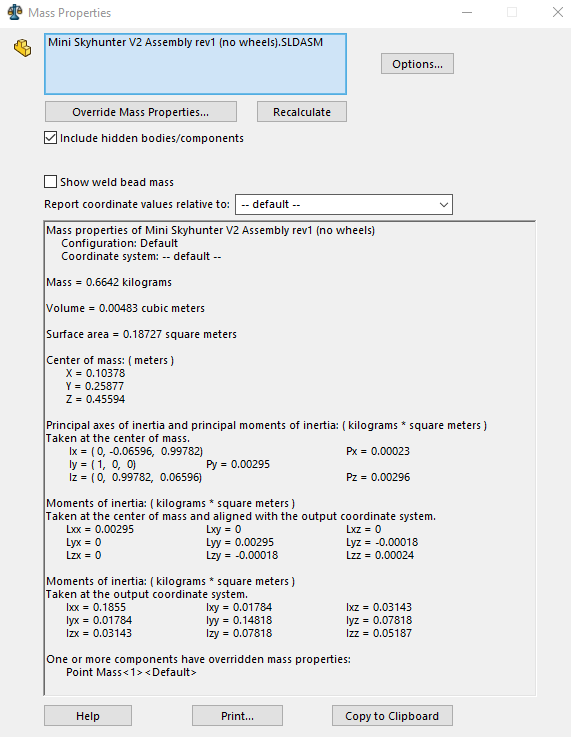 Mass Properties
Mini Skyhunter V2 Assembly rev1 (no wheels).SLDASM
Options...
Override Mass Properties...
Recalculate
Include hidden bodies/components
Show weld bead mass
Report coordinate values relative to: -- default --
Mass properties of Mini Skyhunter V2 Assembly rev1 (no wheels)
Configuration: Default
Coordinate system: -- default --
Mass = 0.6642 kilograms
Volume = 0.00483 cubic meters
Surface area = 0.18727 square meters
Center of mass: ( meters )
X = 0.10378
Y = 0.25877
Z = 0.45594
Principal axes of inertia and principal moments of inertia: ( kilograms * square meters )
Taken at the center of mass.
Ix = ( 0, -0.06596, 0.99782) Px = 0.00023
Iy = ( 1, 0, 0) Py = 0.00295
Iz = ( 0, 0.99782, 0.06596) Pz = 0.00296
Moments of inertia: ( kilograms * square meters )
Taken at the center of mass and aligned with the output coordinate system.
Lxx = 0.00295 Lxy = 0 Lxz = 0
Lyx = 0 Lyy = 0.00295 Lyz = -0.00018
Lzx = 0 Lzy = -0.00018 Lzz = 0.00024
Moments of inertia: ( kilograms * square meters )
Taken at the output coordinate system.
Ixx = 0.1855 Ixy = 0.01784 Ixz = 0.03143
Iyx = 0.01784 Iyy = 0.14818 Iyz = 0.07818
Izx = 0.03143 Izy = 0.07818 Izz = 0.05187
One or more components have overridden mass properties:
Point Mass<1><Default>
Help
Print...
Copy to Clipboard